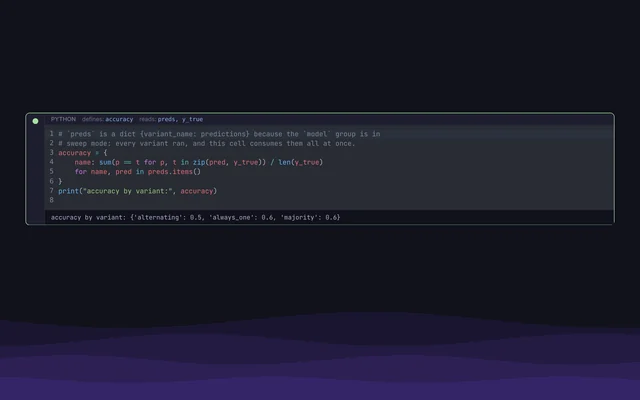 PYTHON defines: accuracy reads: preds, y_true
1 # `preds` is a dict {variant_name: predictions} because the `model` group is in
2 # sweep mode: every variant ran, and this cell consumes them all at once.
3 accuracy = {
4 name: sum(p == t for p, t in zip(pred, y_true)) / len(y_true)
5 for name, pred in preds.items()
6 }
7 print("accuracy by variant:", accuracy)
8
accuracy by variant: {'alternating': 0.5, 'always_one': 0.6, 'majority': 0.6}